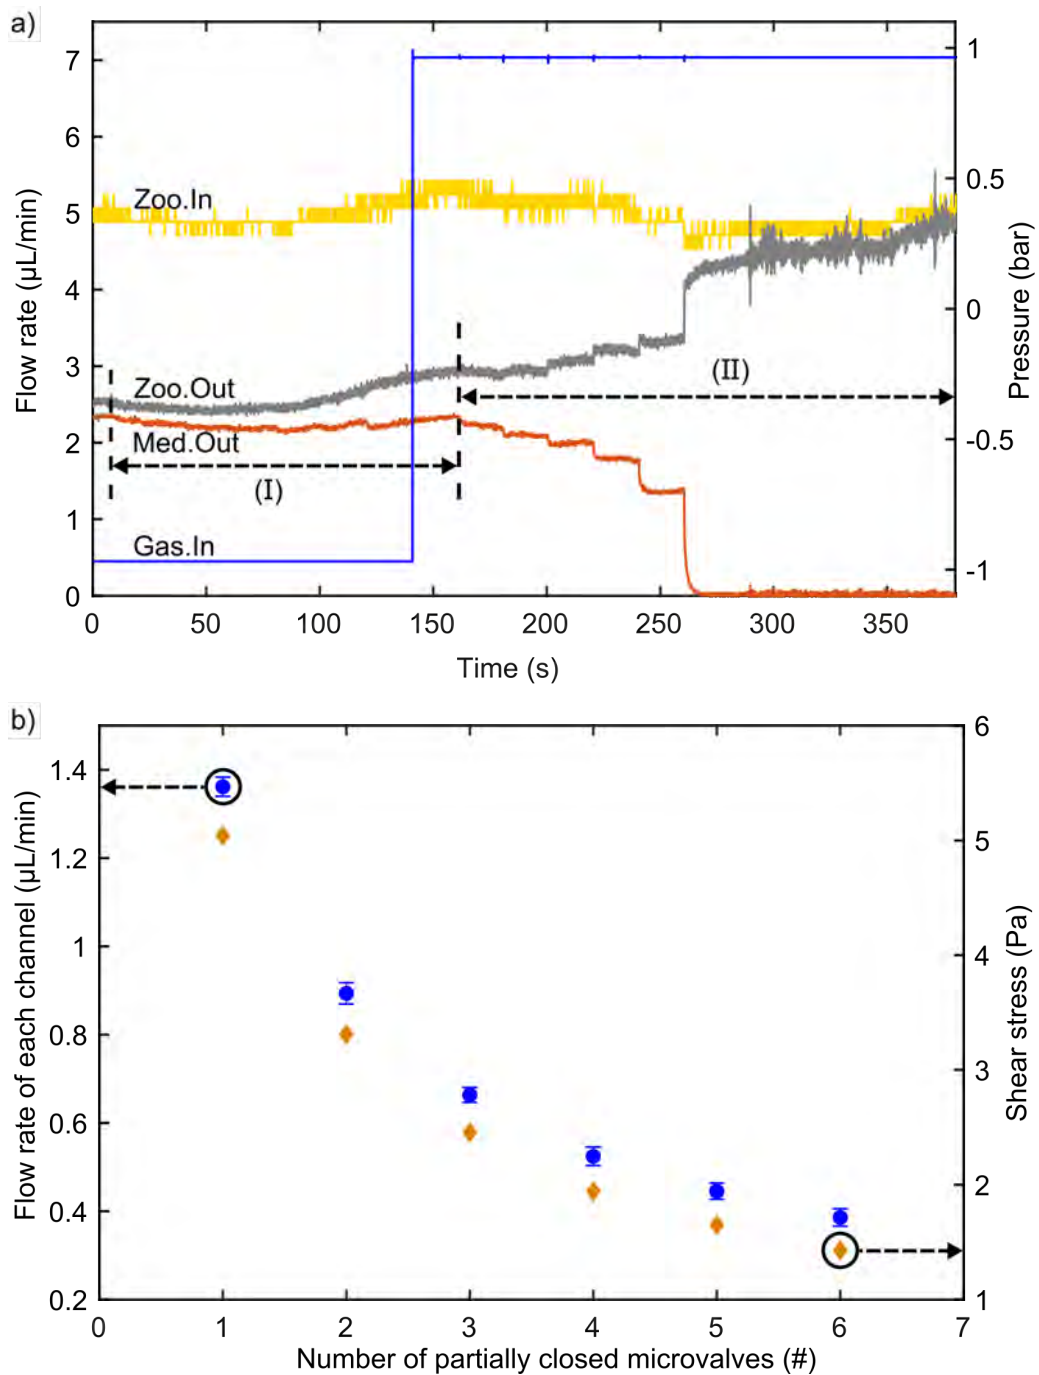 a)
7
6
5
4
3
2
1
0
Flow rate (µL/min)
1
0.5
0
-0.5
-1
Pressure (bar)
Zoo.In
Zoo.Out
Med.Out
Gas.In
(I)
(II)
0 50 100 150 200 250 300 350
Time (s)
b)
1.4
1.2
1
0.8
0.6
0.4
0.2
Flow rate of each channel (µL/min)
6
5
4
3
2
1
Shear stress (Pa)
0 1 2 3 4 5 6 7
Number of partially closed microvalves (#)